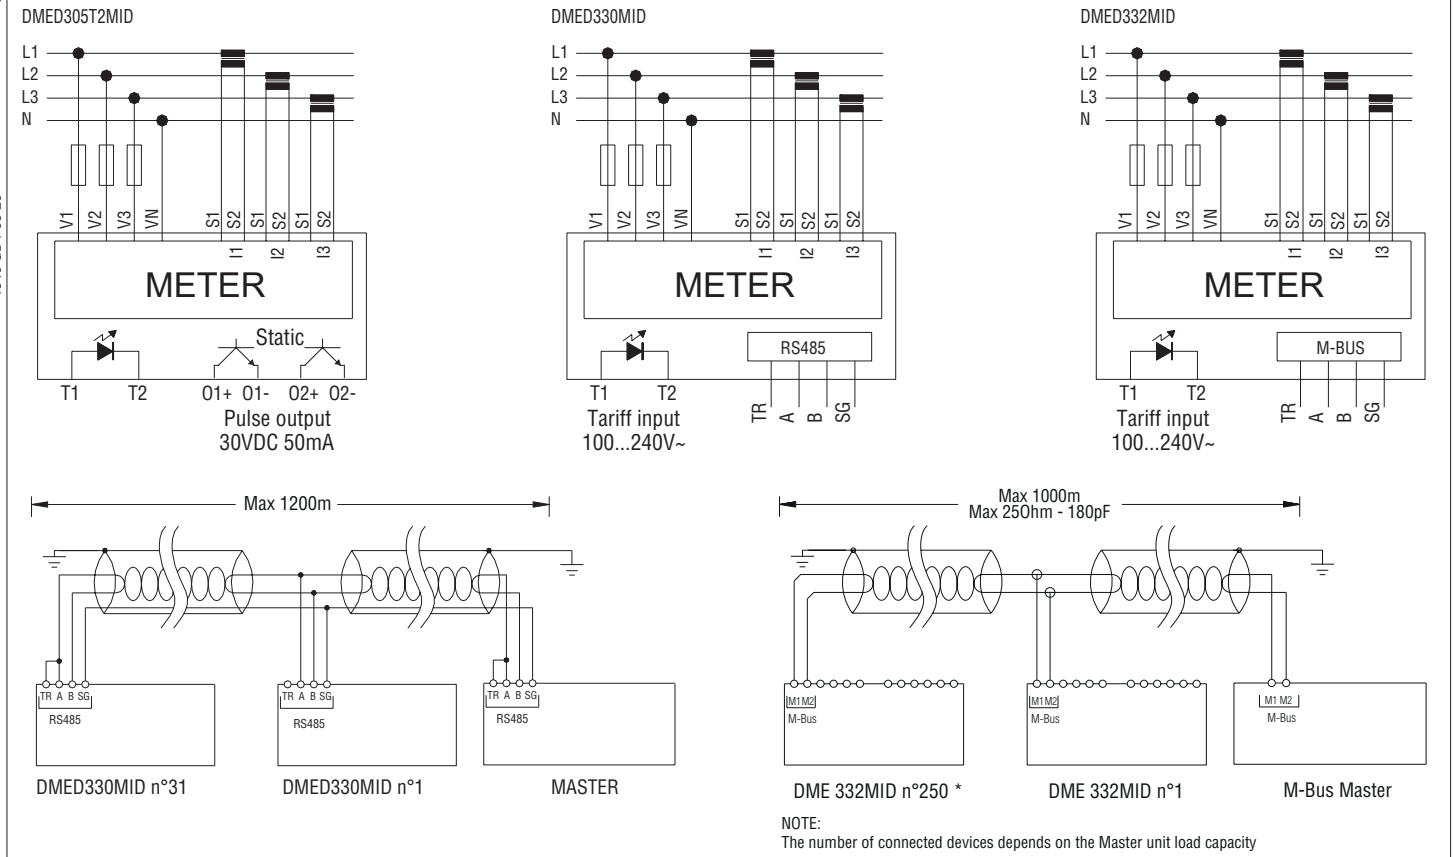 DMED305T2MID
L1
L2
L3
N
V1 V2 V3 VN S1 S2 S1 S2 S1 S2
I1 I2 I3
METER
Static
T1 T2 O1+ O1- O2+ O2-
Pulse output
30VDC 50mA
DMED330MID
L1
L2
L3
N
V1 V2 V3 VN S1 S2 S1 S2 S1 S2
I1 I2 I3
METER
RS485
T1 T2
TR A B SG
Tariff input
100...240V~
DMED332MID
L1
L2
L3
N
V1 V2 V3 VN S1 S2 S1 S2 S1 S2
I1 I2 I3
METER
M-BUS
T1 T2
TR A B SG
Tariff input
100...240V~
Max 1200m
TR A B SG
RS485
TR A B SG
RS485
TR A B SG
RS485
DMED330MID n°31
DMED330MID n°1
MASTER
Max 1000m
Max 25Ohm - 180pF
M1M2
M-Bus
M1M2
M-Bus
M1 M2
M-Bus
DME 332MID n°250 *
DME 332MID n°1
M-Bus Master
NOTE:
The number of connected devices depends on the Master unit load capacity